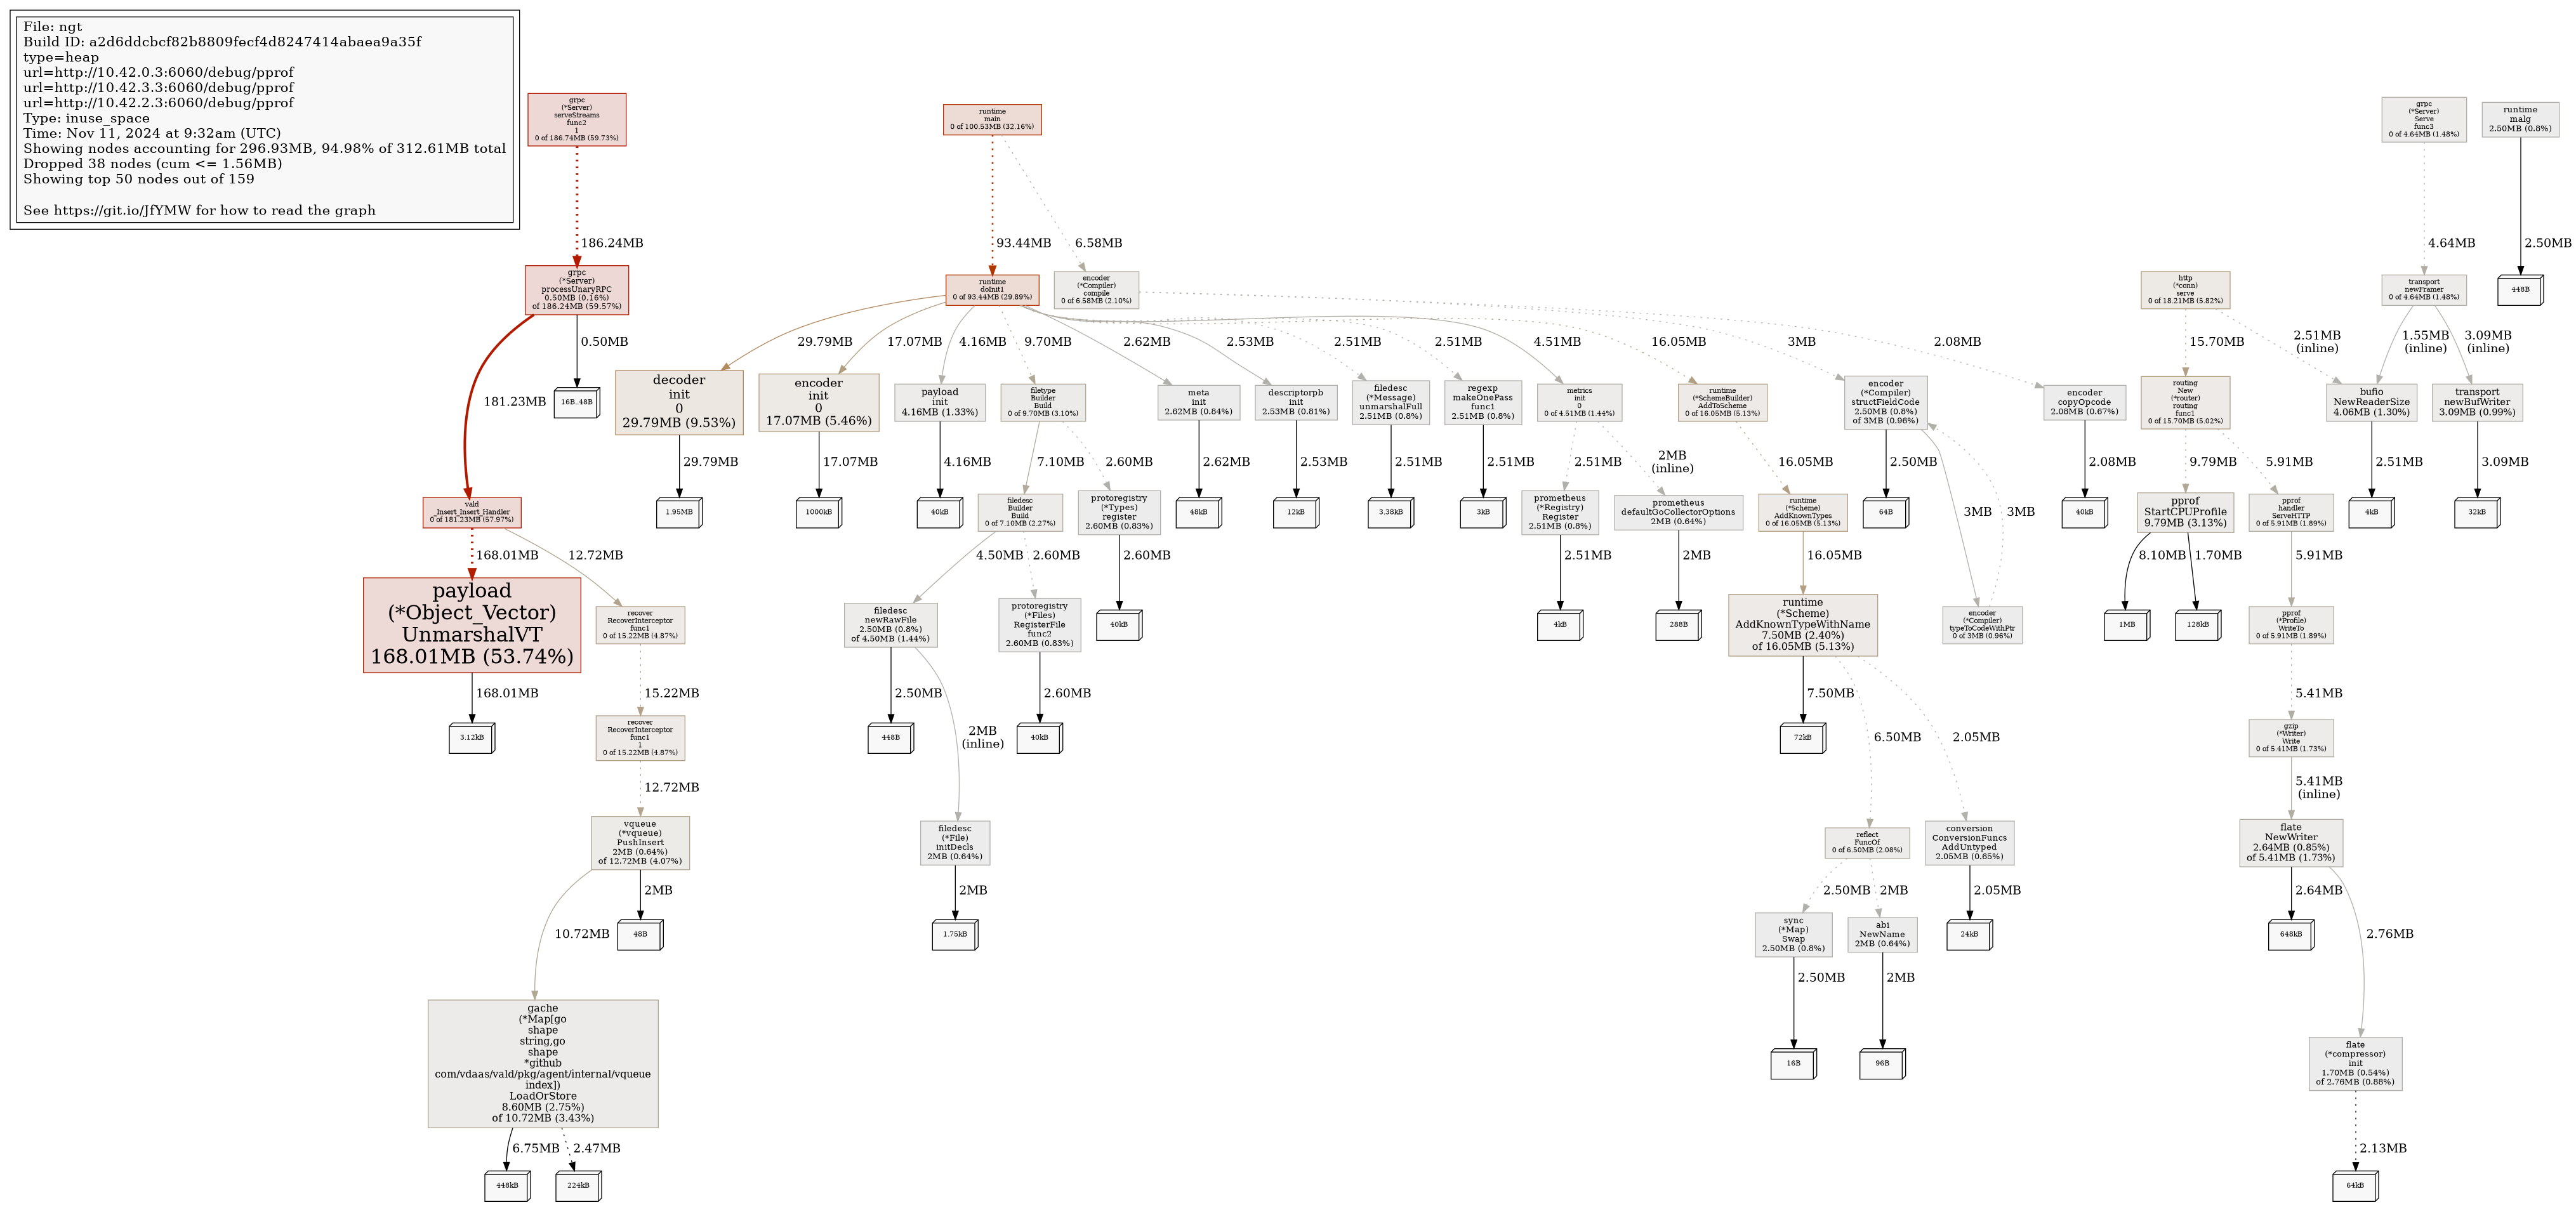 File: ngt
Build ID: a2d6ddcbcf82b8809fecf4d8247414abaea9a35f
type=heap
url=http://10.42.0.3:6060/debug/pprof
url=http://10.42.3.3:6060/debug/pprof
url=http://10.42.2.3:6060/debug/pprof
Type: inuse_space
Time: Nov 11, 2024 at 9:32am (UTC)
Showing nodes accounting for 296.93MB, 94.98% of 312.61MB total
Dropped 38 nodes (cum <= 1.56MB)
Showing top 50 nodes out of 159
See https://git.io/JfYMW for how to read the graph
grpc
(*Server)
serveStreams
func2
1
0 of 186.74MB (59.73%)
runtime
main
0 of 100.53MB (32.16%)
grpc
(*Server)
Serve
func3
0 of 4.64MB (1.48%)
runtime
malg
2.50MB (0.8%)
186.24MB
93.44MB
6.58MB
4.64MB
2.50MB
grpc
(*Server)
processUnaryRPC
0.50MB (0.16%)
of 186.24MB (59.57%)
runtime
doInit1
0 of 93.44MB (29.89%)
encoder
(*Compiler)
compile
0 of 6.58MB (2.10%)
http
(*conn)
serve
0 of 18.21MB (5.82%)
transport
newFramer
0 of 4.64MB (1.48%)
448B
181.23MB
0.50MB
29.79MB
17.07MB
4.16MB
9.70MB
2.62MB
2.53MB
2.51MB
2.51MB
4.51MB
16.05MB
3MB
2.08MB
15.70MB
2.51MB
(inline)
1.55MB
(inline)
3.09MB
(inline)
16B..48B
decoder
init
0
29.79MB (9.53%)
encoder
init
0
17.07MB (5.46%)
payload
init
4.16MB (1.33%)
filetype
Builder
Build
0 of 9.70MB (3.10%)
meta
init
2.62MB (0.84%)
descriptorpb
init
2.53MB (0.81%)
filedesc
(*Message)
unmarshalFull
2.51MB (0.8%)
regexp
makeOnePass
func1
2.51MB (0.8%)
metrics
init
0
0 of 4.51MB (1.44%)
runtime
(*SchemeBuilder)
AddToScheme
0 of 16.05MB (5.13%)
encoder
(*Compiler)
structFieldCode
2.50MB (0.8%)
of 3MB (0.96%)
encoder
copyOpcode
2.08MB (0.67%)
routing
New
(*router)
routing
func1
0 of 15.70MB (5.02%)
bufio
NewReaderSize
4.06MB (1.30%)
transport
newBufWriter
3.09MB (0.99%)
29.79MB
17.07MB
4.16MB
7.10MB
2.60MB
2.62MB
2.53MB
2.51MB
2.51MB
2.51MB
2MB
(inline)
16.05MB
2.50MB
3MB
3MB
2.08MB
9.79MB
5.91MB
2.51MB
3.09MB
vald
_Insert_Insert_Handler
0 of 181.23MB (57.97%)
1.95MB
1000kB
40kB
filedesc
Builder
Build
0 of 7.10MB (2.27%)
protoregistry
(*Types)
register
2.60MB (0.83%)
48kB
12kB
3.38kB
3kB
prometheus
(*Registry)
Register
2.51MB (0.8%)
prometheus
defaultGoCollectorOptions
2MB (0.64%)
runtime
(*Scheme)
AddKnownTypes
0 of 16.05MB (5.13%)
64B
40kB
pprof
StartCPUProfile
9.79MB (3.13%)
pprof
handler
ServeHTTP
0 of 5.91MB (1.89%)
4kB
32kB
168.01MB
12.72MB
4.50MB
2.60MB
2.60MB
2.51MB
2MB
16.05MB
8.10MB
1.70MB
5.91MB
payload
(*Object_Vector)
UnmarshalVT
168.01MB (53.74%)
recover
RecoverInterceptor
func1
0 of 15.22MB (4.87%)
filedesc
newRawFile
2.50MB (0.8%)
of 4.50MB (1.44%)
protoregistry
(*Files)
RegisterFile
func2
2.60MB (0.83%)
40kB
4kB
288B
runtime
(*Scheme)
AddKnownTypeWithName
7.50MB (2.40%)
of 16.05MB (5.13%)
encoder
(*Compiler)
typeToCodeWithPtr
0 of 3MB (0.96%)
1MB
128kB
pprof
(*Profile)
WriteTo
0 of 5.91MB (1.89%)
168.01MB
15.22MB
2.50MB
2MB
(inline)
2.60MB
7.50MB
6.50MB
2.05MB
5.41MB
3.12kB
recover
RecoverInterceptor
func1
1
0 of 15.22MB (4.87%)
448B
40kB
72kB
gzip
(*Writer)
Write
0 of 5.41MB (1.73%)
12.72MB
5.41MB
(inline)
vqueue
(*vqueue)
PushInsert
2MB (0.64%)
of 12.72MB (4.07%)
filedesc
(*File)
initDecls
2MB (0.64%)
reflect
FuncOf
0 of 6.50MB (2.08%)
conversion
ConversionFuncs
AddUntyped
2.05MB (0.65%)
flate
NewWriter
2.64MB (0.85%)
of 5.41MB (1.73%)
10.72MB
2MB
2MB
2.50MB
2MB
2.05MB
2.64MB
2.76MB
48B
1.75kB
sync
(*Map)
Swap
2.50MB (0.8%)
abi
NewName
2MB (0.64%)
24kB
648kB
2.50MB
2MB
gache
(*Map[go
shape
string,go
shape
*github
com/vdaas/vald/pkg/agent/internal/vqueue
index])
LoadOrStore
8.60MB (2.75%)
of 10.72MB (3.43%)
16B
96B
flate
(*compressor)
init
1.70MB (0.54%)
of 2.76MB (0.88%)
6.75MB
2.47MB
2.13MB
448kB
224kB
64kB